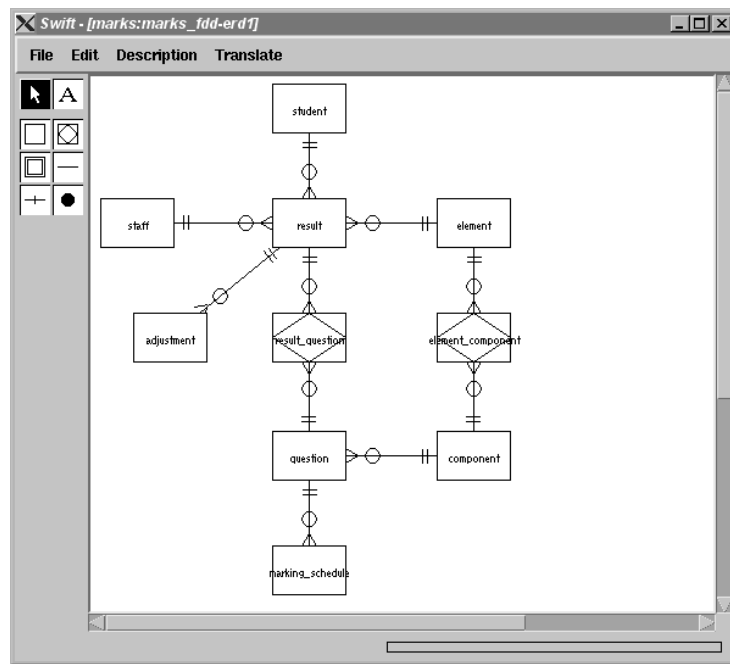 Swift - [marks:marks_fdd-erd1]
File Edit Description Translate
A
student
staff
result
element
adjustment
result_question
element_component
question
component
marking_schedule